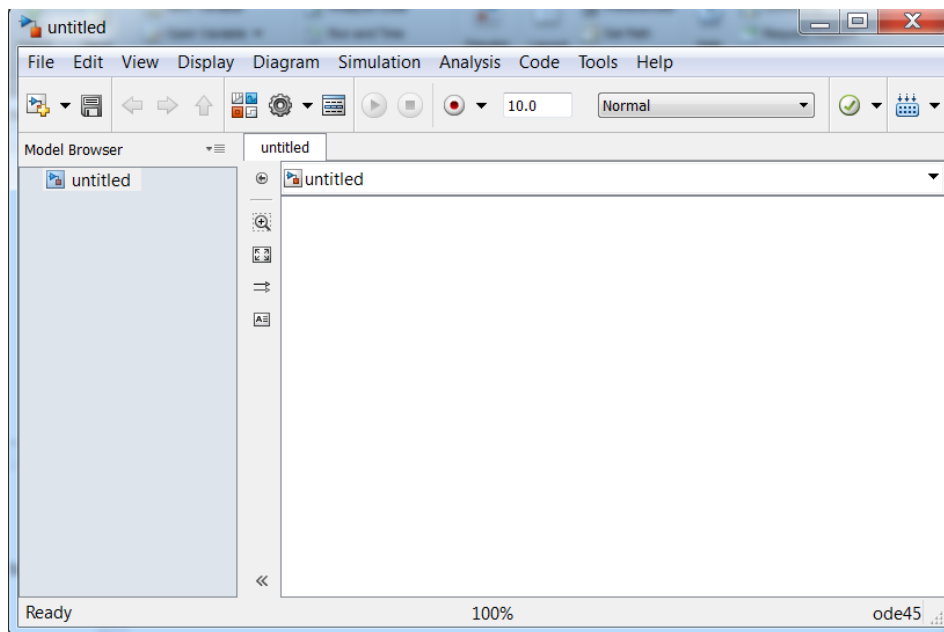 untitled
File Edit View Display Diagram Simulation Analysis Code Tools Help
10.0 Normal
Model Browser untitled
untitled untitled
Ready 100% ode45